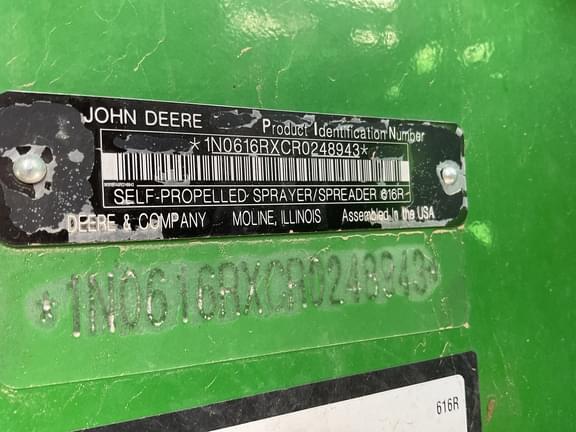 JOHN DEERE Product Identification Number
*1N0616RXCR0248943*
SELF-PROPELLED SPRAYER/SPREADER 616R
DEERE & COMPANY MOLINE, ILLINOIS Assembled in the USA
*1N0616RXCR0248943*
616R